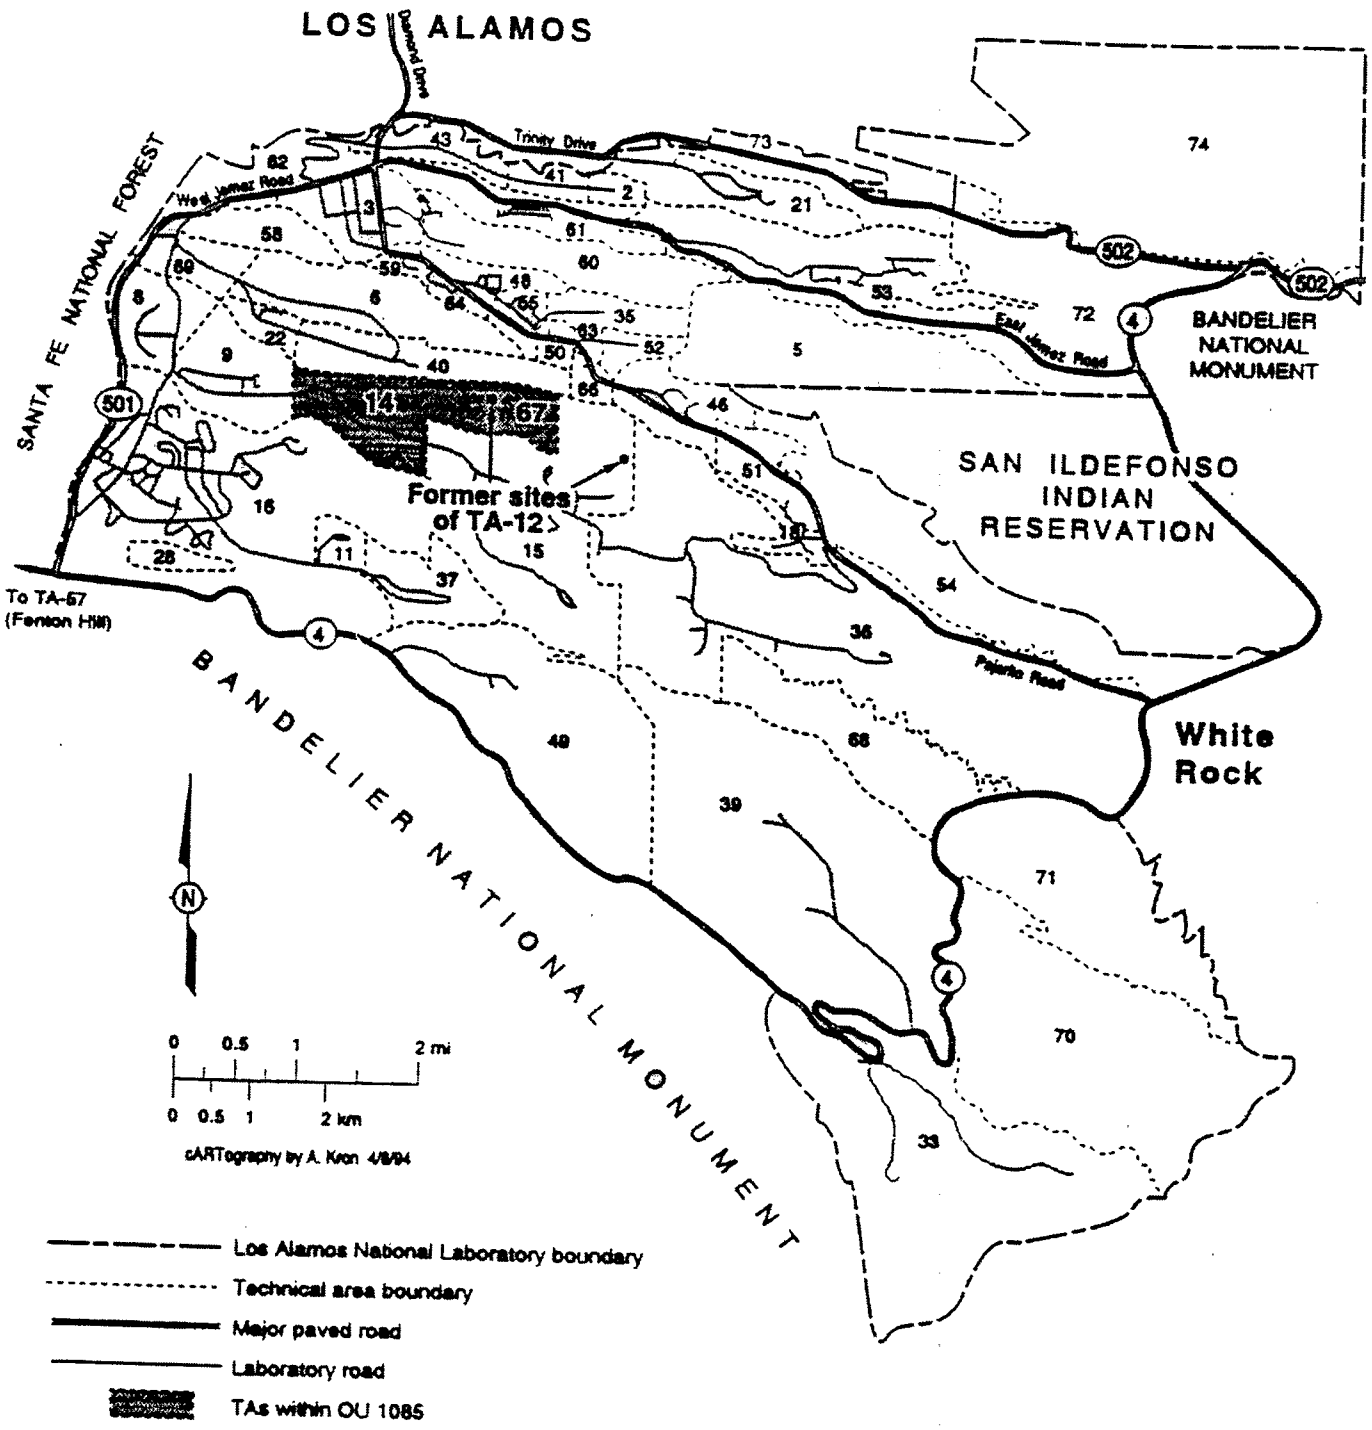 LOS ALAMOS
Diamond Drive
SANTA FE NATIONAL FOREST
West Jemez Road
Trinity Drive
62
43
73
74
41
2
21
3
58
61
60
502
502
69
8
59
6
48
64
55
35
53
72
4
East Jemez Road
BANDELIER
NATIONAL
MONUMENT
22
63
9
50
52
5
40
66
501
14
67
46
51
SAN ILDEFONSO
INDIAN
RESERVATION
Former sites
of TA-12
16
18
15
11
28
37
54
To TA-57
(Fenton Hill)
4
36
Pajarito Road
BANDELIER NATIONAL MONUMENT
49
68
White
Rock
39
71
N
4
70
33
0 0.5 1 2 mi
0 0.5 1 2 km
cARTography by A. Kron 4/8/94
Los Alamos National Laboratory boundary
Technical area boundary
Major paved road
Laboratory road
TAs within OU 1085